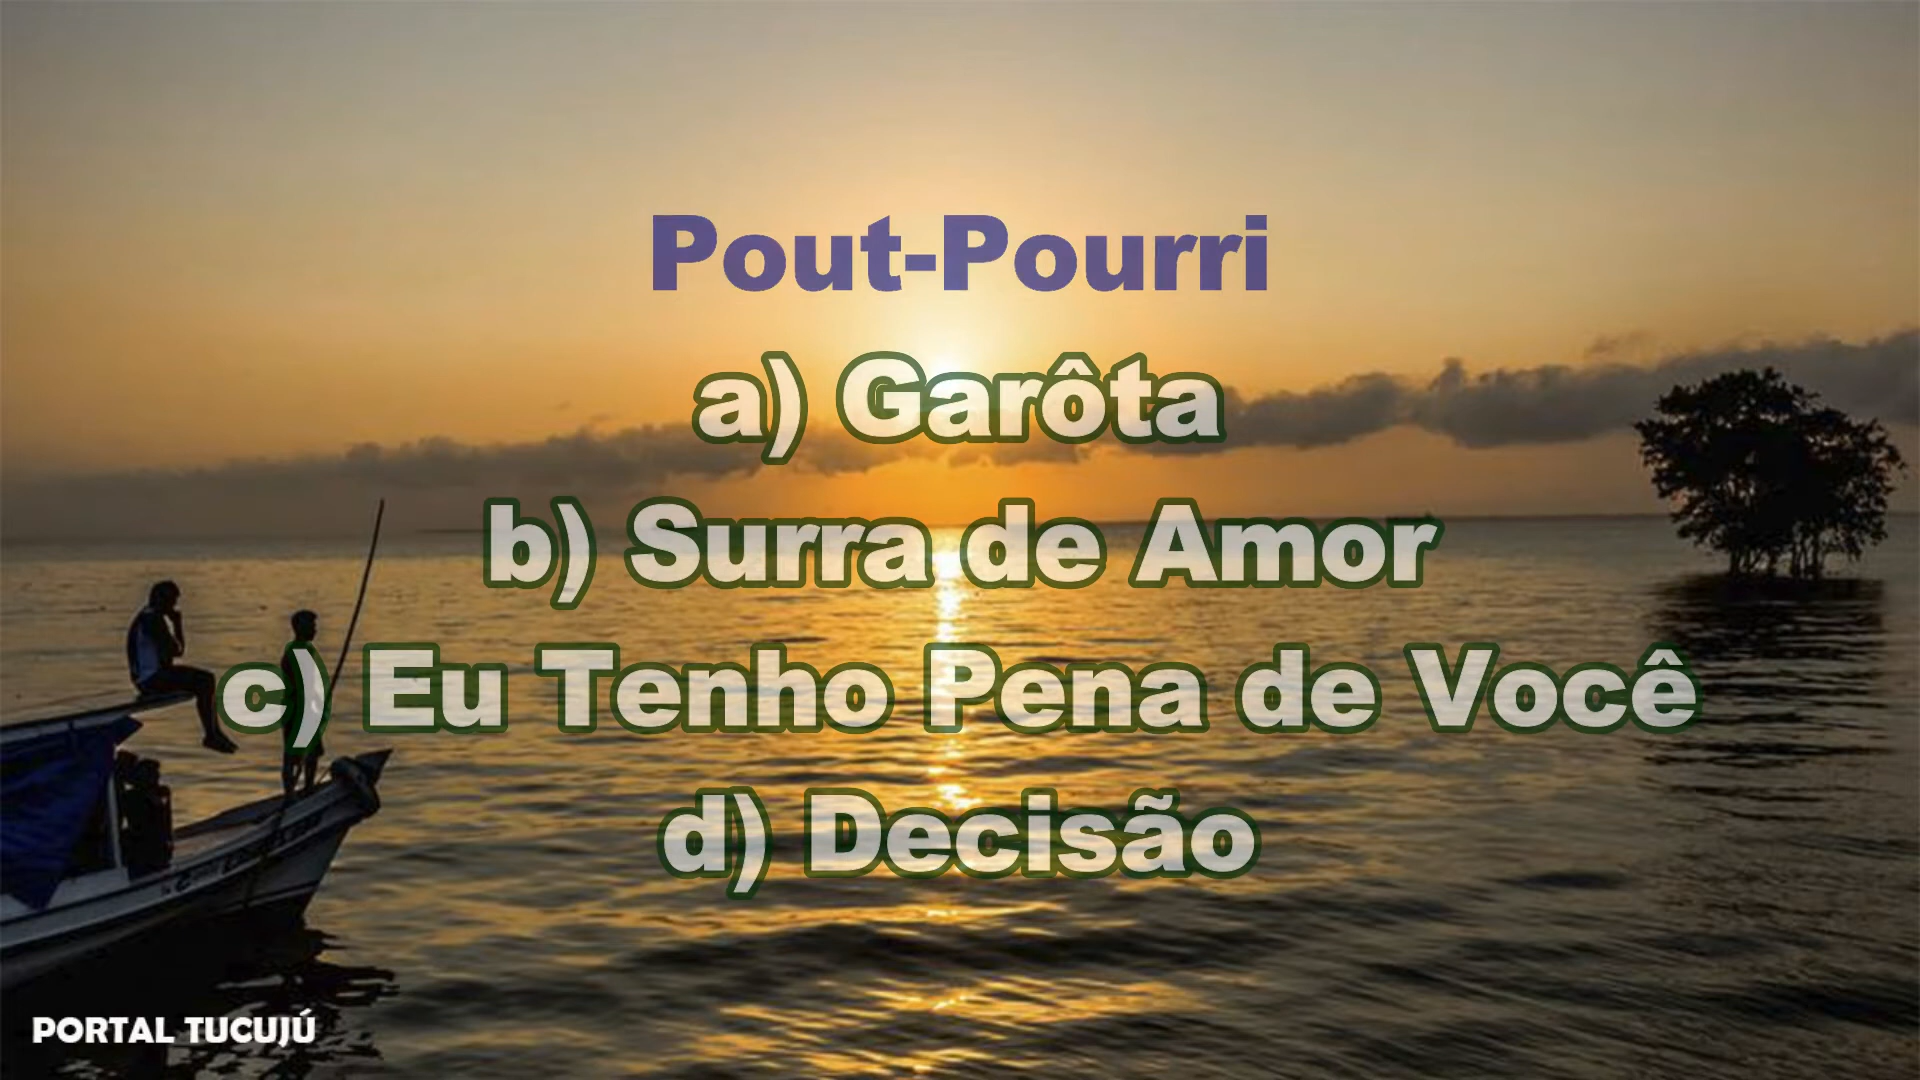 Pout-Pourri
a) Garôta
b) Surra de Amor
c) Eu Tenho Pena de Você
d) Decisão
PORTAL TUCUJÚ